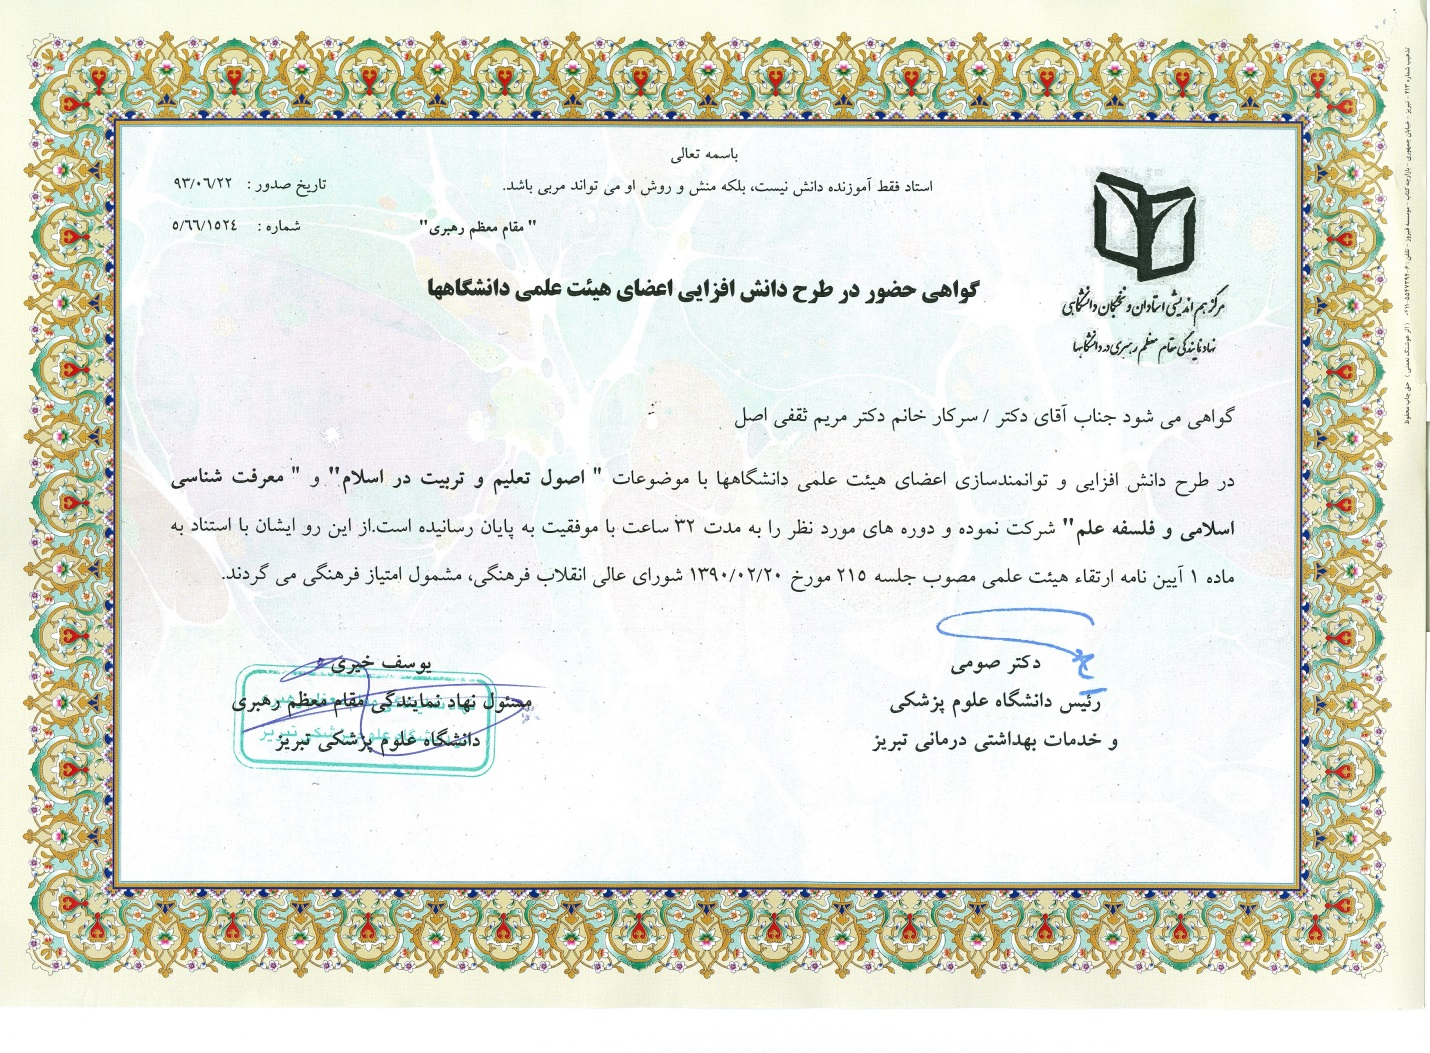 باسمه تعالی
استاد فقط آموزنده دانش نیست، بلکه منش و روش او می تواند مربی باشد.
" مقام معظم رهبری"
تاریخ صدور : ۹۳/۰٦/۲۲
شماره : ۵/٦٦/۱۵۲٤
مرکز هم اندیشی استادان و نخبگان دانشگاهی
نهاد نمایندگی مقام معظم رهبری در دانشگاهها
گواهی حضور در طرح دانش افزایی اعضای هیئت علمی دانشگاهها
گواهی می شود جناب آقای دکتر / سرکار خانم دکتر مریم ثقفی اصل
در طرح دانش افزایی و توانمندسازی اعضای هیئت علمی دانشگاهها با موضوعات " اصول تعلیم و تربیت در اسلام" و " معرفت شناسی
اسلامی و فلسفه علم" شرکت نموده و دوره های مورد نظر را به مدت ۳۲ ساعت با موفقیت به پایان رسانیده است.از این رو ایشان با استناد به
ماده ۱ آیین نامه ارتقاء هیئت علمی مصوب جلسه ۲۱۵ مورخ ۱۳۹۰/۰۲/۲۰ شورای عالی انقلاب فرهنگی، مشمول امتیاز فرهنگی می گردند.
دکتر صومی
رئیس دانشگاه علوم پزشکی
و خدمات بهداشتی درمانی تبریز
یوسف خیری
مسئول نهاد نمایندگی مقام معظم رهبری
دانشگاه علوم پزشکی تبریز
دانشگاه علوم پزشکی تبریز